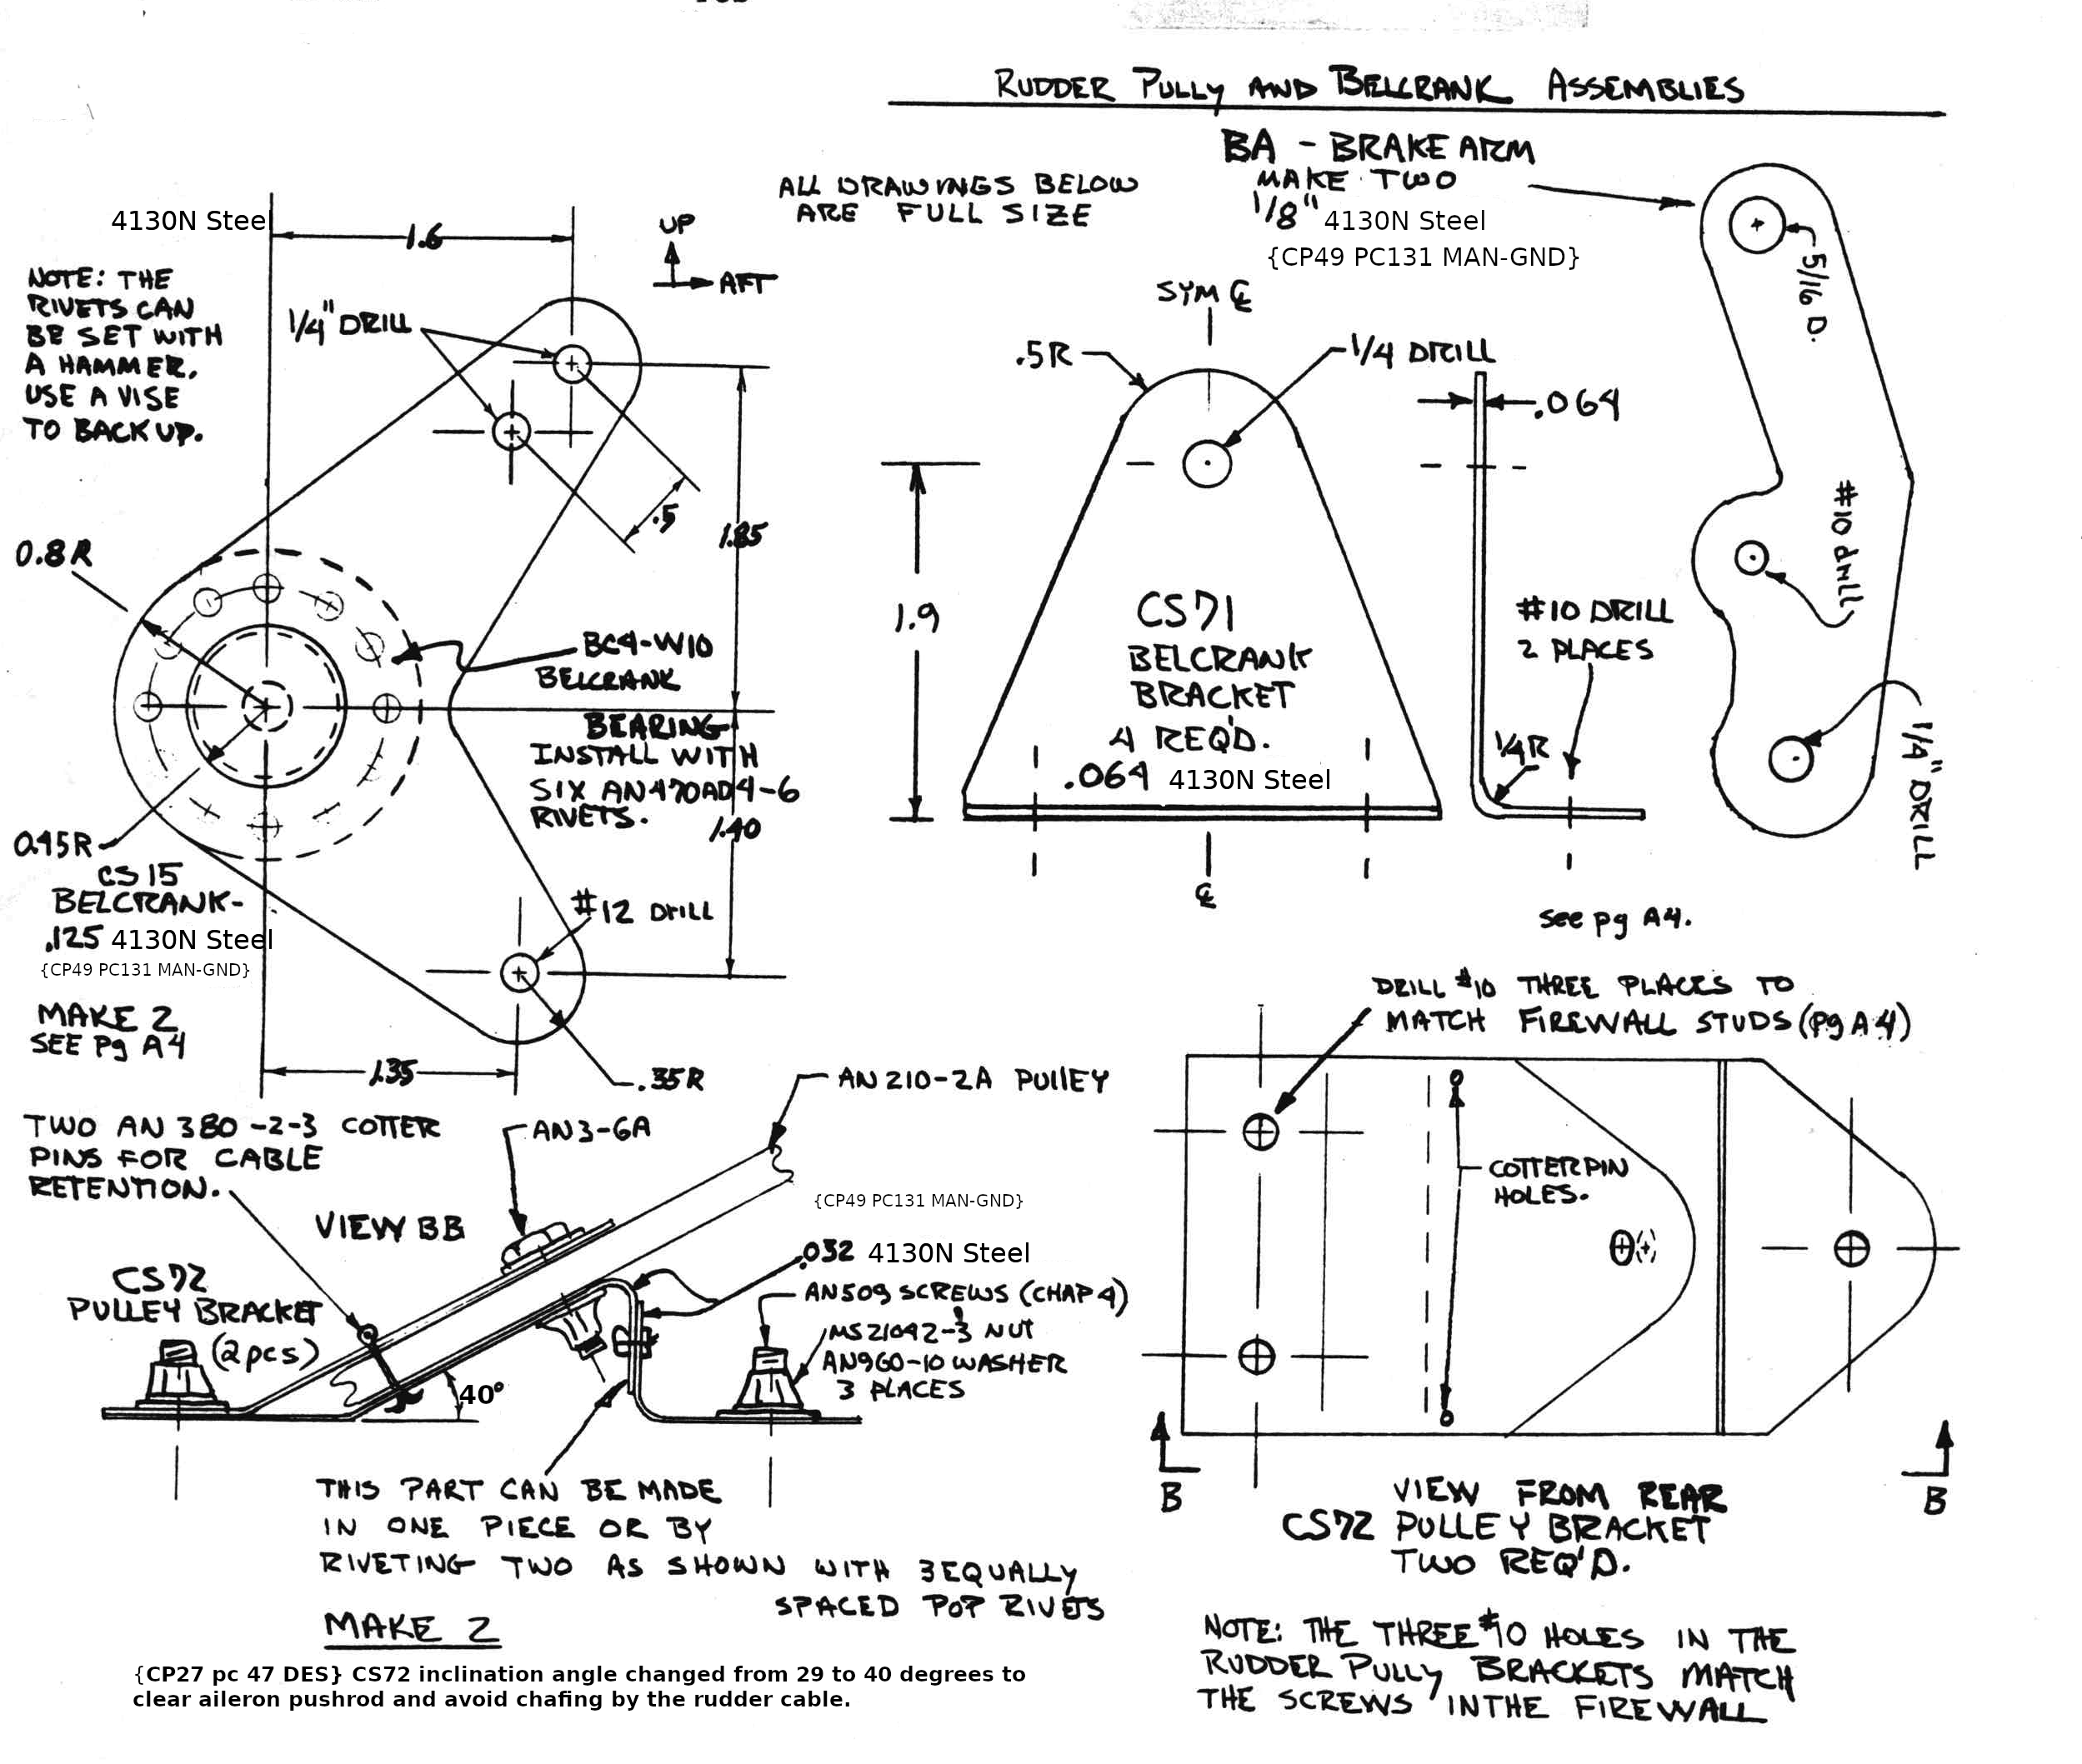 RUDDER PULLY AND BELCRANK ASSEMBLIES
BA - BRAKE ARM
MAKE TWO
1/8" 4130N Steel
{CP49 PC131 MAN-GND}
ALL DRAWINGS BELOW
ARE FULL SIZE
4130N Steel
1.6
UP
AFT
NOTE: THE
RIVETS CAN
BE SET WITH
A HAMMER.
USE A VISE
TO BACK UP.
1/4" DRILL
.5
1.85
0.8R
BC4-W10
BELCRANK
BEARING
INSTALL WITH
SIX AN470AD4-6
RIVETS.
1.40
0.45R
CS15
BELCRANK-
.125 4130N Steel
{CP49 PC131 MAN-GND}
MAKE 2
SEE Pg A4
#12 DRILL
1.35
.35R
SYM ℄
.5R
1/4 DRILL
.064
1.9
CS71
BELCRANK
BRACKET
4 REQ'D.
.064 4130N Steel
℄
#10 DRILL
2 PLACES
1/4R
5/16 D.
#10 drill
1/4" DRILL
see pg A4.
TWO AN 380-2-3 COTTER
PINS FOR CABLE
RETENTION.
AN3-6A
AN 210-2A PULLEY
VIEW BB
{CP49 PC131 MAN-GND}
.032 4130N Steel
CS72
PULLEY BRACKET
(2pcs)
AN509 SCREWS (CHAP 4)
MS21042-3 NUT
AN960-10 WASHER
3 PLACES
40°
THIS PART CAN BE MADE
IN ONE PIECE OR BY
RIVETING TWO AS SHOWN WITH 3 EQUALLY
SPACED POP RIVETS
MAKE 2
{CP27 pc 47 DES} CS72 inclination angle changed from 29 to 40 degrees to
clear aileron pushrod and avoid chafing by the rudder cable.
DRILL #10 THREE PLACES TO
MATCH FIREWALL STUDS (Pg A4)
COTTER PIN
HOLES.
B
B
VIEW FROM REAR
CS72 PULLEY BRACKET
TWO REQ'D.
NOTE: THE THREE #10 HOLES IN THE
RUDDER PULLY BRACKETS MATCH
THE SCREWS IN THE FIREWALL